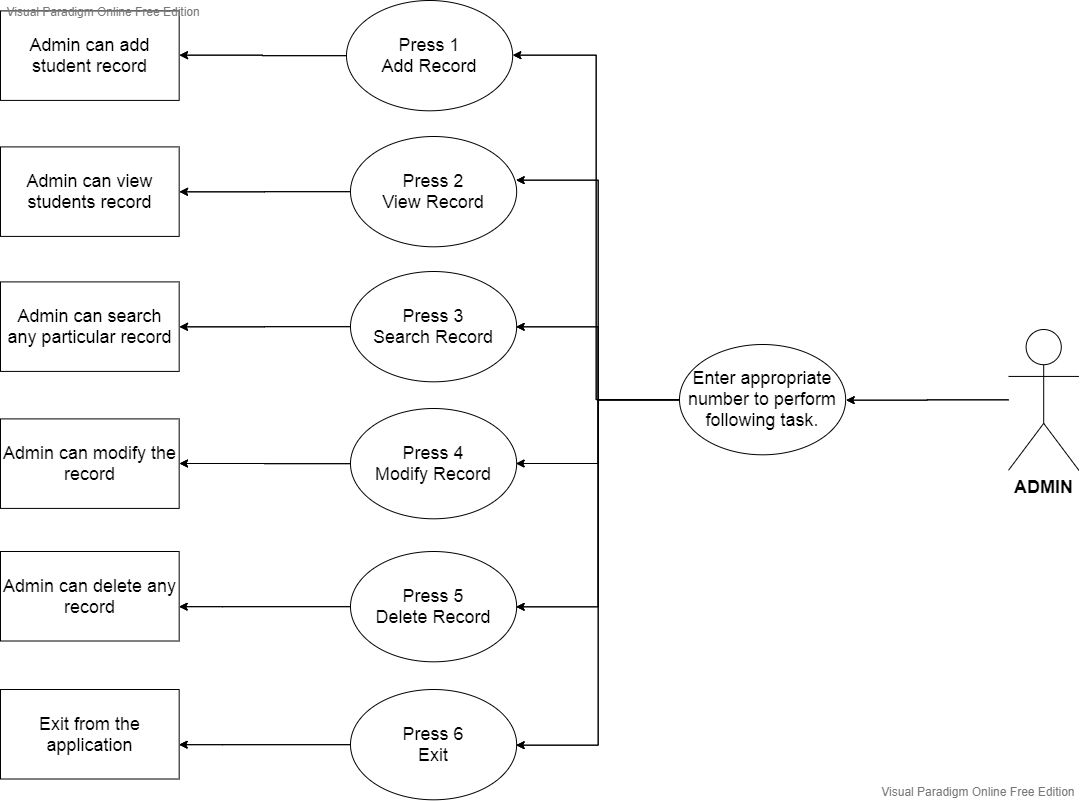 Visual Paradigm Online Free Edition
Admin can add
student record
Press 1
Add Record
Admin can view
students record
Press 2
View Record
Admin can search
any particular record
Press 3
Search Record
Enter appropriate
number to perform
following task.
ADMIN
Admin can modify the
record
Press 4
Modify Record
Admin can delete any
record
Press 5
Delete Record
Exit from the
application
Press 6
Exit
Visual Paradigm Online Free Edition